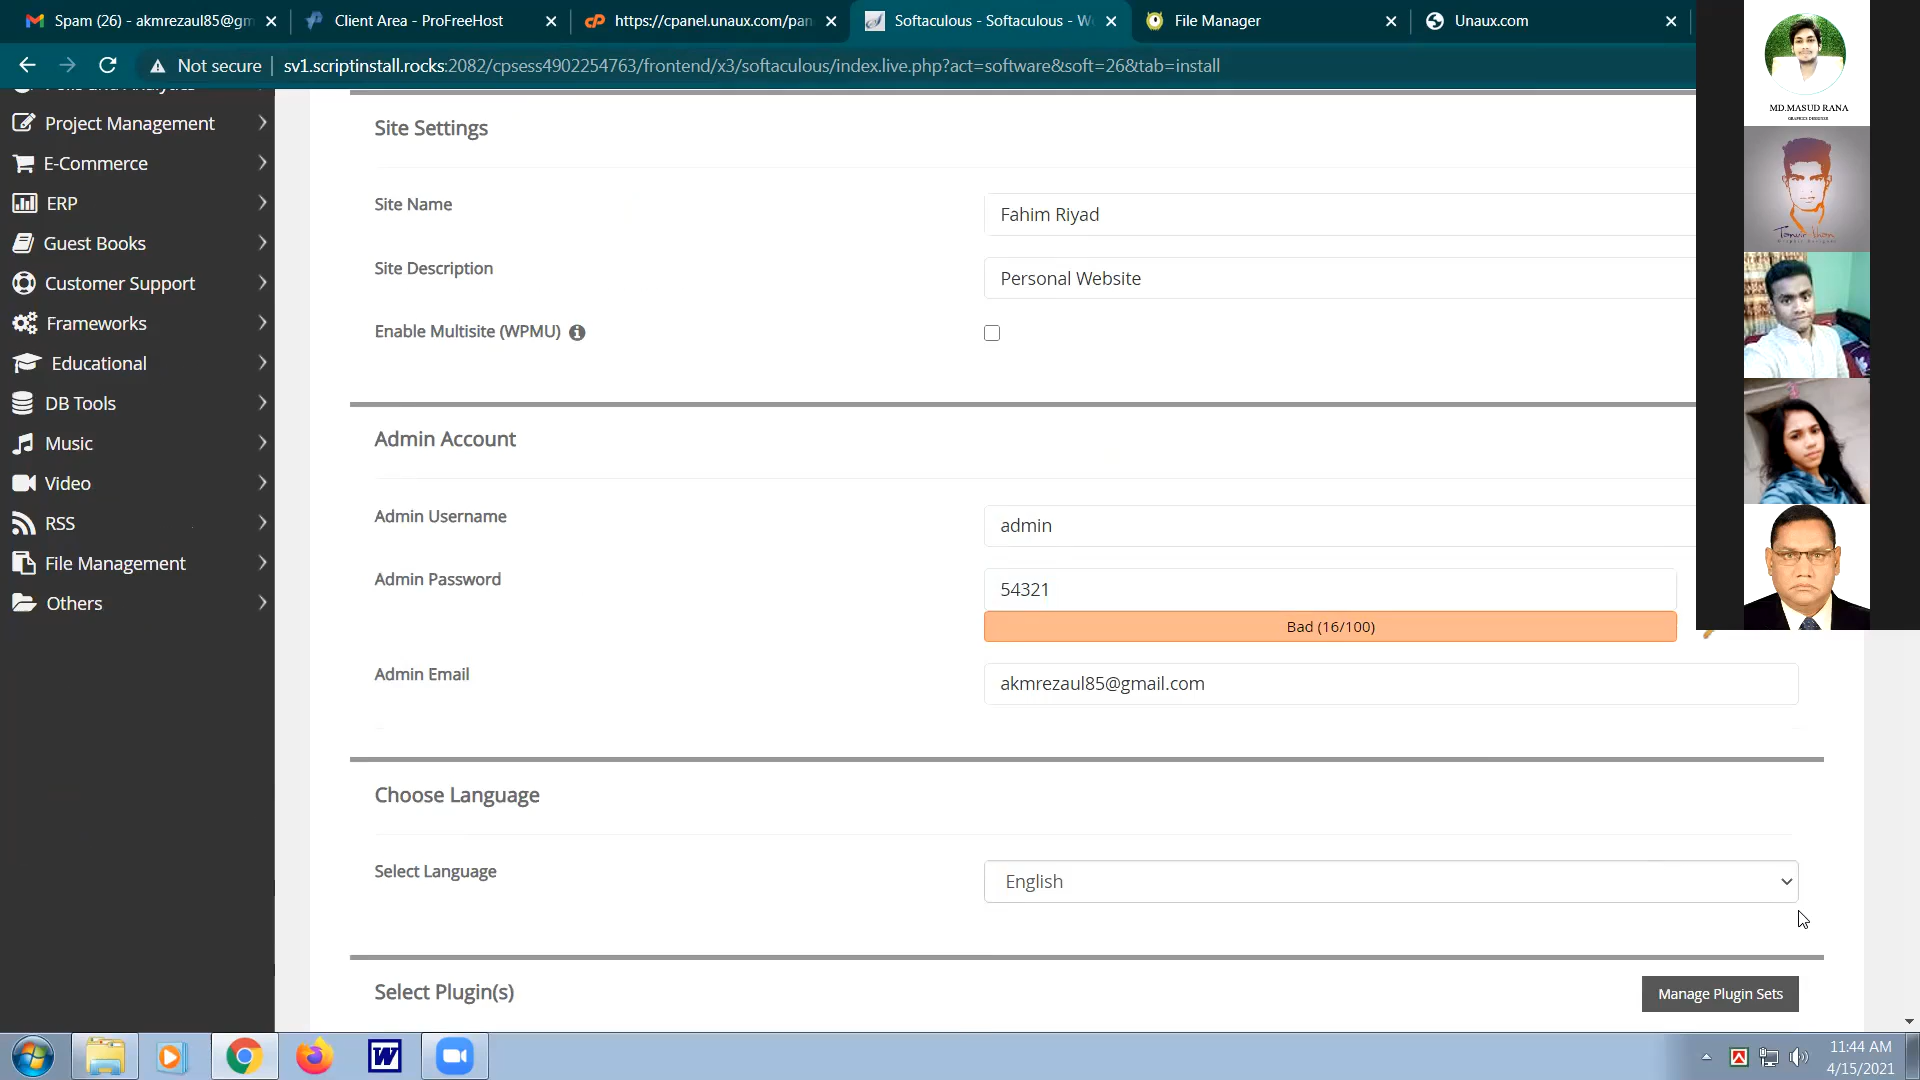 Spam (26) - akmrezaul85@gm
Client Area - ProFreeHost
https://cpanel.unaux.com/pan
Softaculous - Softaculous - W
File Manager
Unaux.com
Not secure
sv1.scriptinstall.rocks:2082/cpsess4902254763/frontend/x3/softaculous/index.live.php?act=software&soft=26&tab=install
Project Management
E-Commerce
ERP
Guest Books
Customer Support
Frameworks
Educational
DB Tools
Music
Video
RSS
File Management
Others
Site Settings
Site Name
Fahim Riyad
Site Description
Personal Website
Enable Multisite (WPMU)
Admin Account
Admin Username
admin
Admin Password
54321
Bad (16/100)
Admin Email
akmrezaul85@gmail.com
Choose Language
Select Language
English
Select Plugin(s)
Manage Plugin Sets
MD.MASUD RANA
GRAPHICS DESIGNER
11:44 AM
4/15/2021